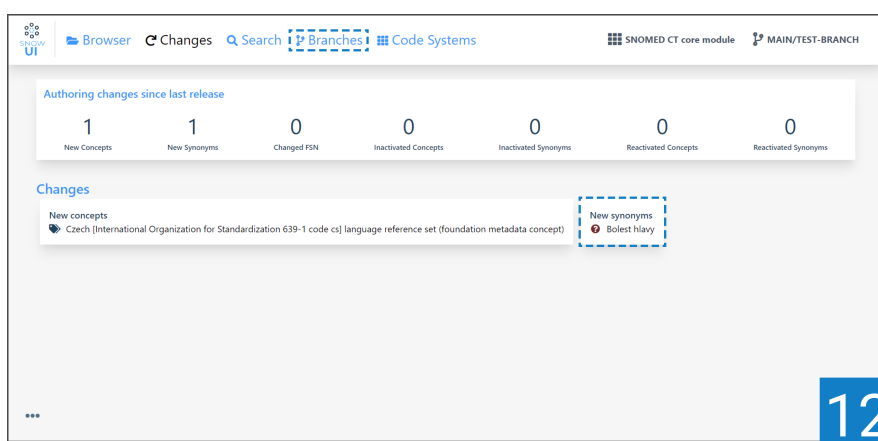 SNOW
UI
Browser Changes Search Branches Code Systems SNOMED CT core module MAIN/TEST-BRANCH
Authoring changes since last release
1 1 0 0 0 0 0
New Concepts New Synonyms Changed FSN Inactivated Concepts Inactivated Synonyms Reactivated Concepts Reactivated Synonyms
Changes
New concepts New synonyms
Czech [International Organization for Standardization 639-1 code cs] language reference set (foundation metadata concept) Bolest hlavy
12